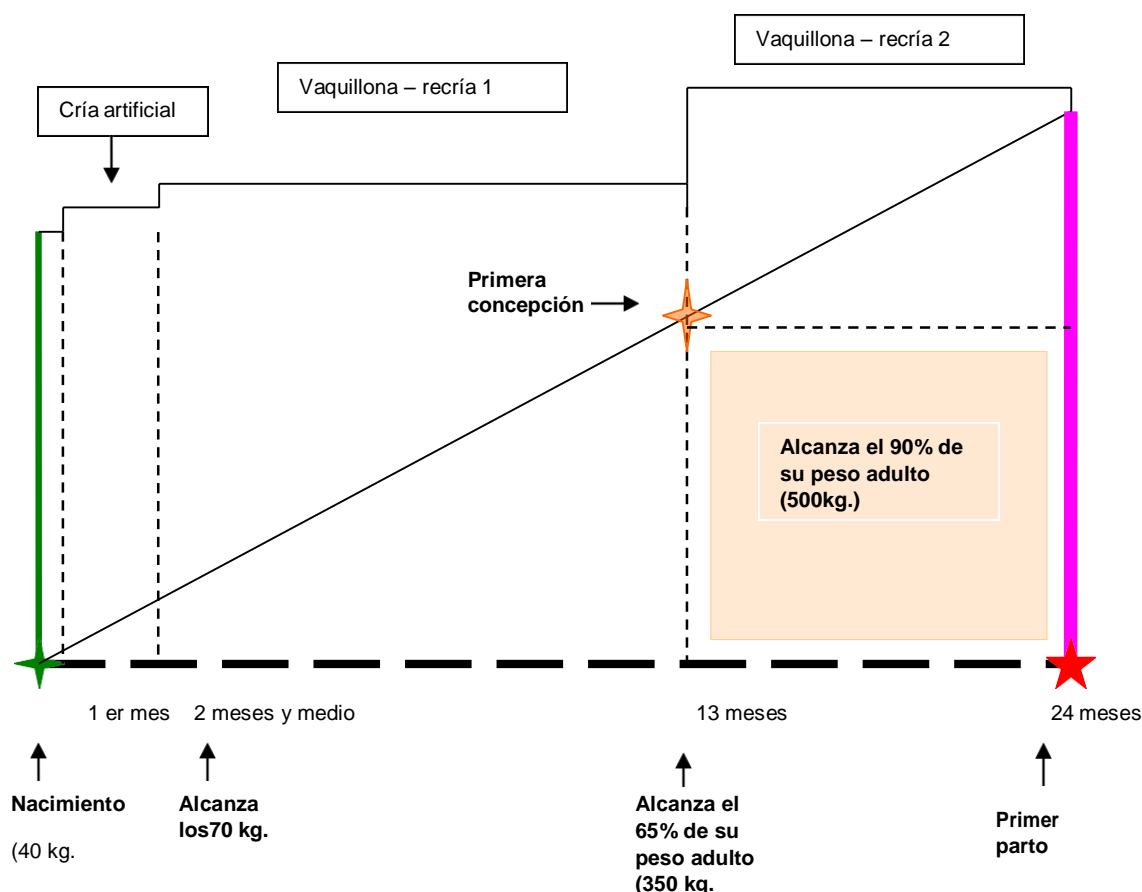 Vaquillona – recría 2
Vaquillona – recría 1
Cría artificial
Primera
concepción
Alcanza el 90% de
su peso adulto
(500kg.)
1 er mes
2 meses y medio
13 meses
24 meses
Nacimiento
(40 kg.
Alcanza
los70 kg.
Alcanza el
65% de su
peso adulto
(350 kg.
Primer
parto